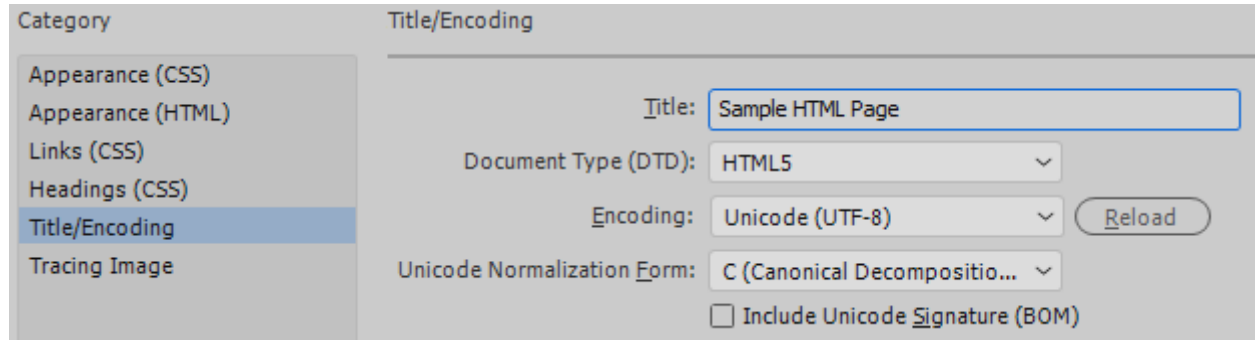 Category
Appearance (CSS)
Appearance (HTML)
Links (CSS)
Headings (CSS)
Title/Encoding
Tracing Image
Title/Encoding
Title: Sample HTML Page
Document Type (DTD): HTML5
Encoding: Unicode (UTF-8) Reload
Unicode Normalization Form: C (Canonical Decompositio...
Include Unicode Signature (BOM)